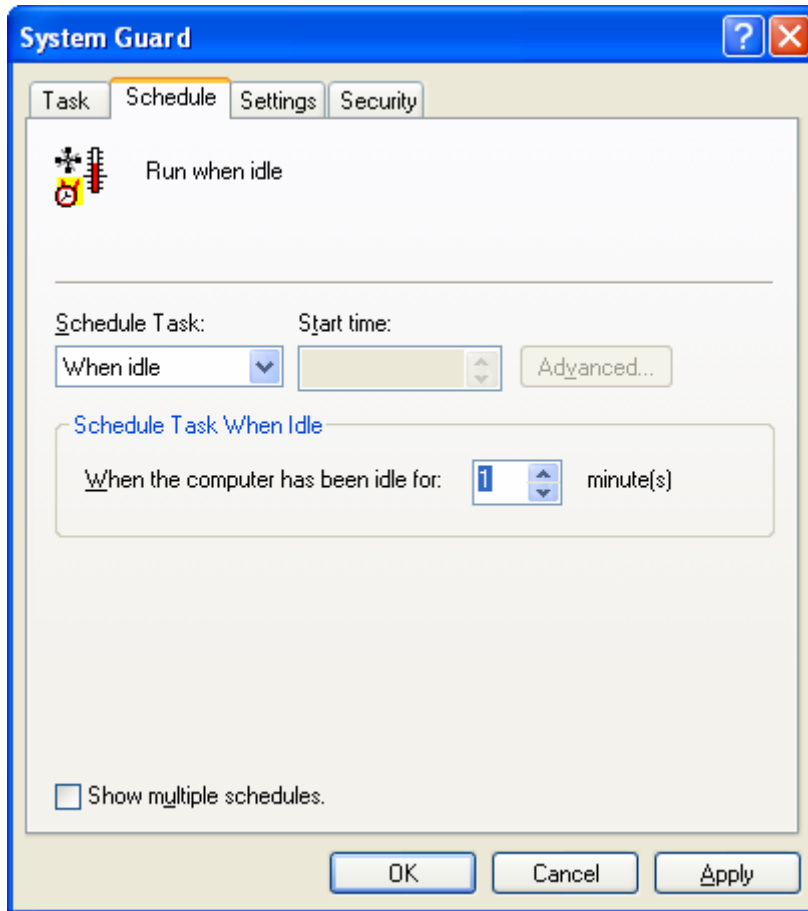 System Guard
Task Schedule Settings Security
Run when idle
Schedule Task: Start time:
When idle Advanced...
Schedule Task When Idle
When the computer has been idle for: 1 minute(s)
Show multiple schedules.
OK Cancel Apply